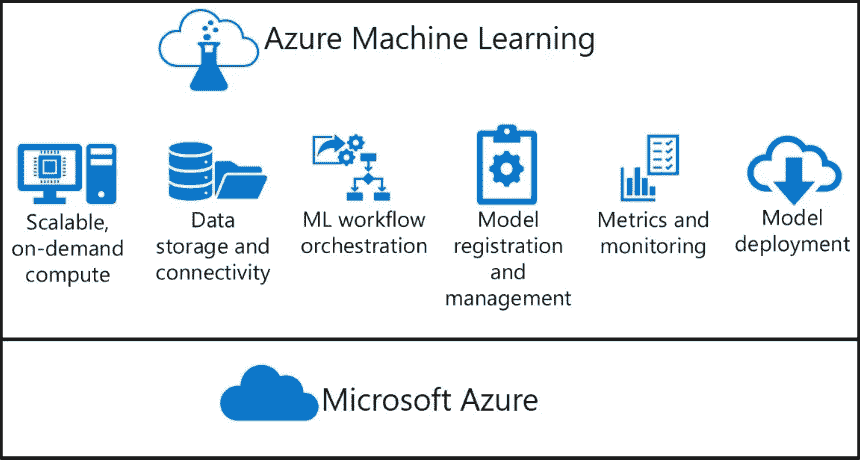 Azure Machine Learning
Scalable,
on-demand
compute
Data
storage and
connectivity
ML workflow
orchestration
Model
registration
and
management
Metrics and
monitoring
Model
deployment
Microsoft Azure